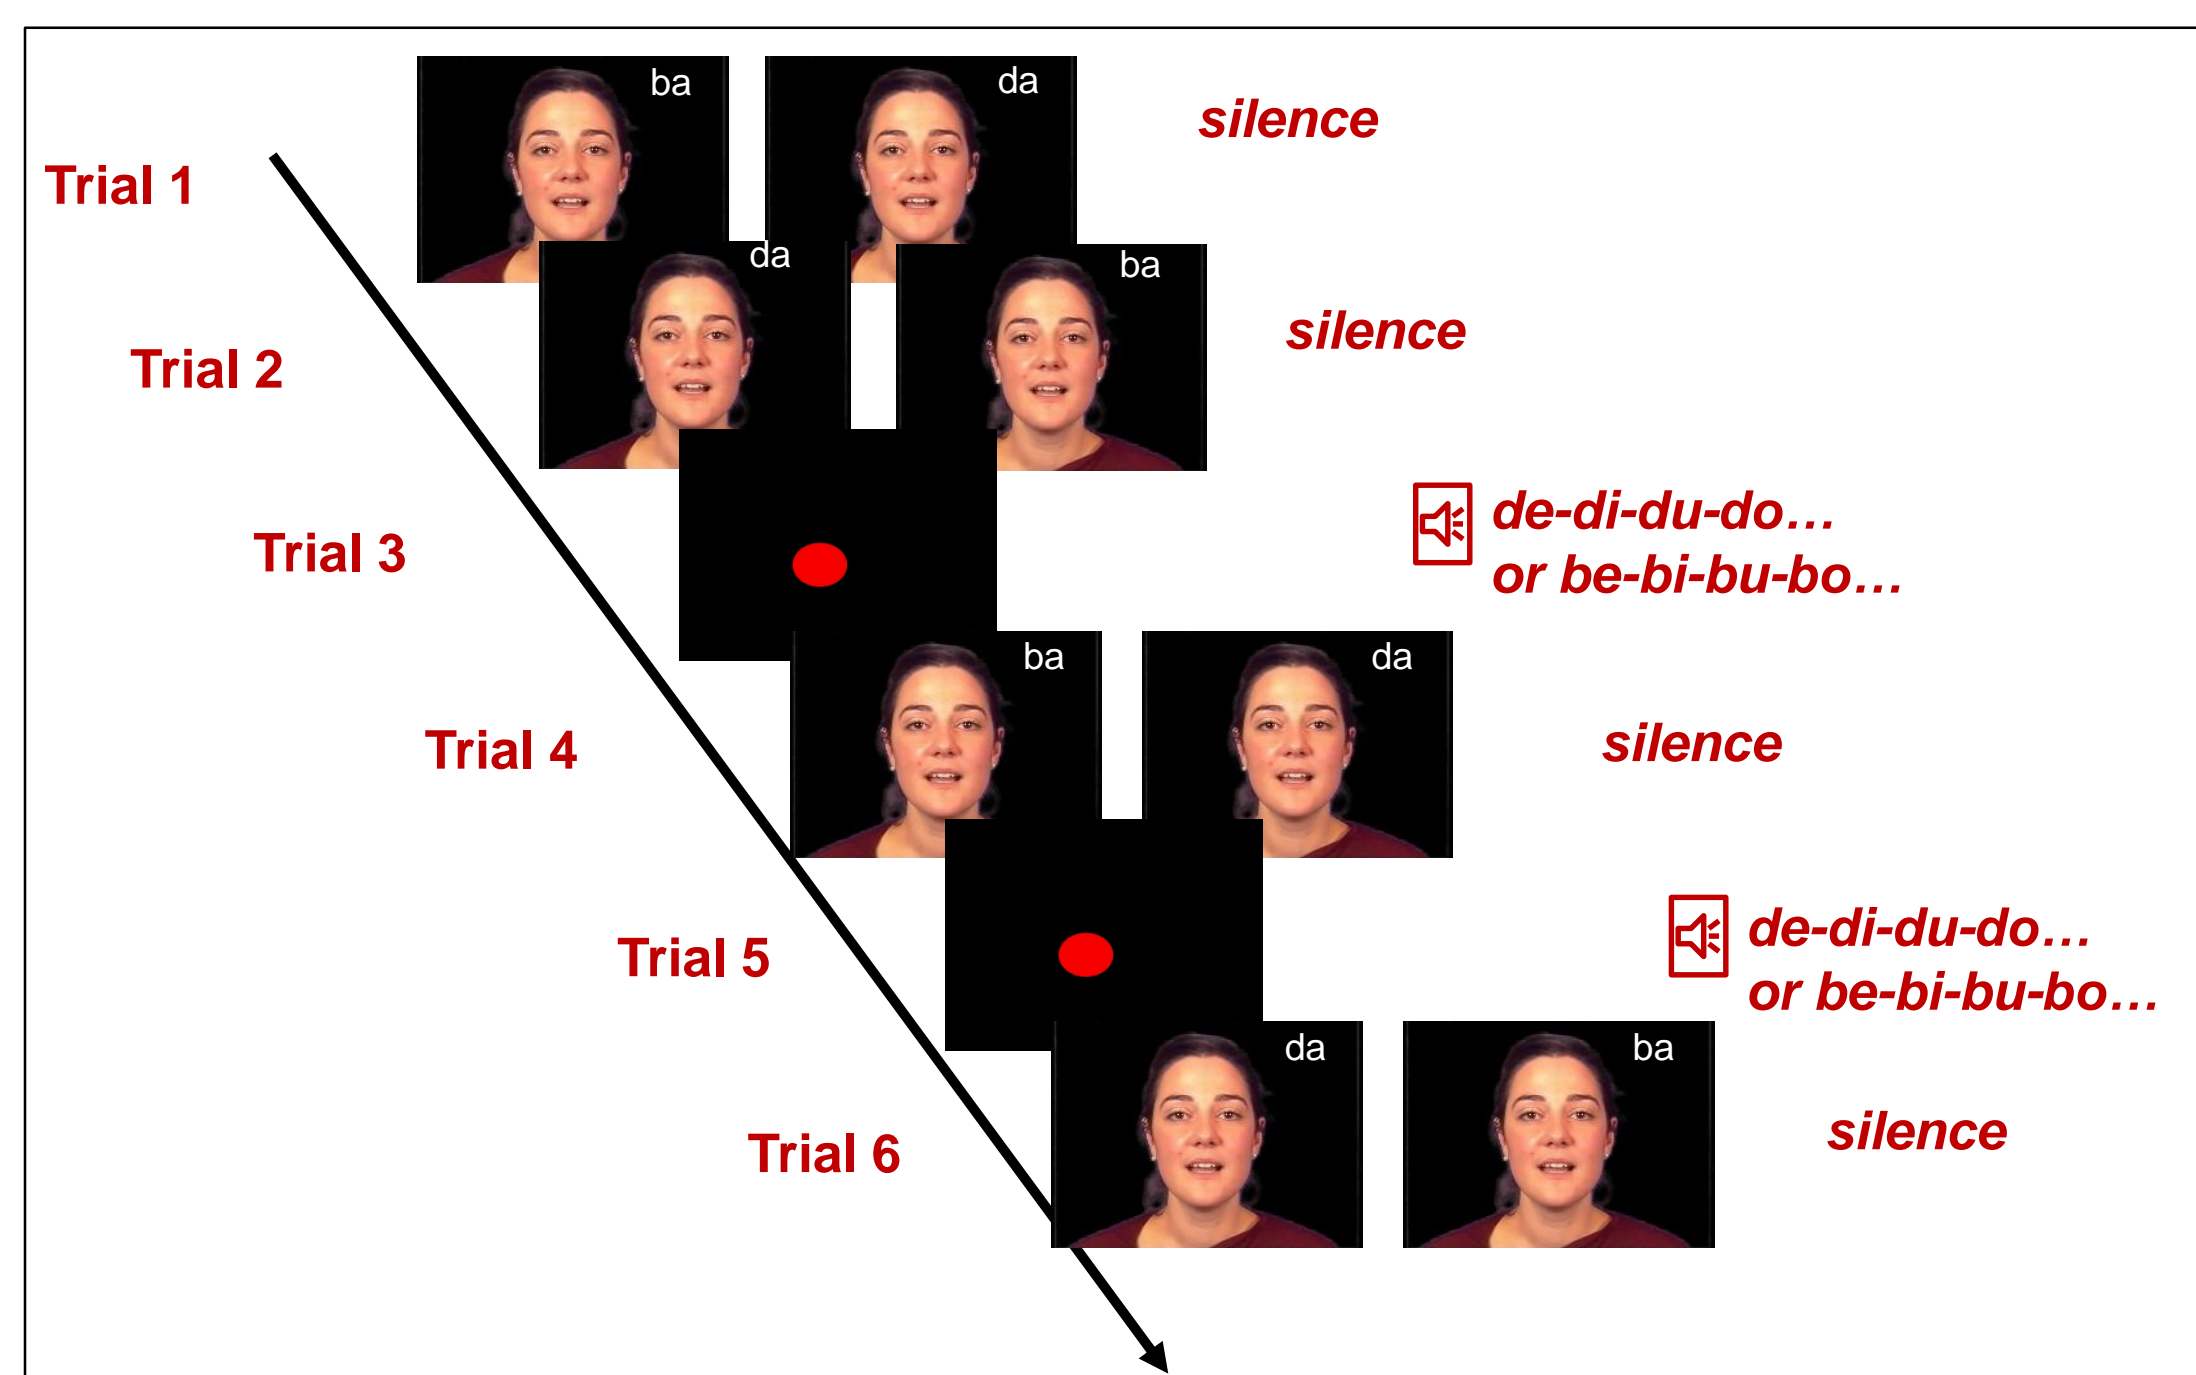 ba
da
silence
Trial 1
da
ba
silence
Trial 2
de-di-du-do…
or be-bi-bu-bo…
Trial 3
ba
da
silence
Trial 4
de-di-du-do…
or be-bi-bu-bo…
Trial 5
da
ba
silence
Trial 6